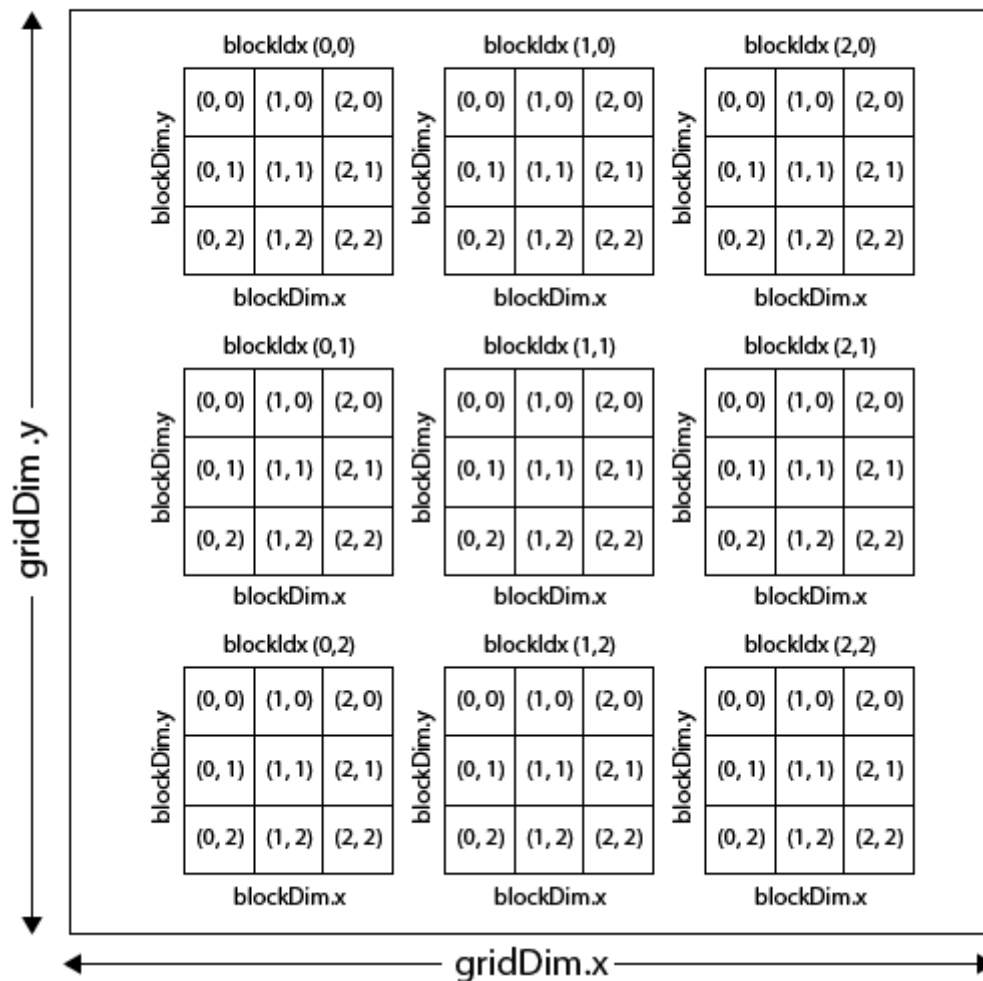 blockIdx (0,0) blockIdx (1,0) blockIdx (2,0)
(0, 0) (1, 0) (2, 0) (0, 0) (1, 0) (2, 0) (0, 0) (1, 0) (2, 0)
blockDim.y blockDim.y blockDim.y
(0, 1) (1, 1) (2, 1) (0, 1) (1, 1) (2, 1) (0, 1) (1, 1) (2, 1)
(0, 2) (1, 2) (2, 2) (0, 2) (1, 2) (2, 2) (0, 2) (1, 2) (2, 2)
blockDim.x blockDim.x blockDim.x
blockIdx (0,1) blockIdx (1,1) blockIdx (2,1)
(0, 0) (1, 0) (2, 0) (0, 0) (1, 0) (2, 0) (0, 0) (1, 0) (2, 0)
blockDim.y blockDim.y blockDim.y
(0, 1) (1, 1) (2, 1) (0, 1) (1, 1) (2, 1) (0, 1) (1, 1) (2, 1)
(0, 2) (1, 2) (2, 2) (0, 2) (1, 2) (2, 2) (0, 2) (1, 2) (2, 2)
blockDim.x blockDim.x blockDim.x
gridDim .y
blockIdx (0,2) blockIdx (1,2) blockIdx (2,2)
(0, 0) (1, 0) (2, 0) (0, 0) (1, 0) (2, 0) (0, 0) (1, 0) (2, 0)
blockDim.y blockDim.y blockDim.y
(0, 1) (1, 1) (2, 1) (0, 1) (1, 1) (2, 1) (0, 1) (1, 1) (2, 1)
(0, 2) (1, 2) (2, 2) (0, 2) (1, 2) (2, 2) (0, 2) (1, 2) (2, 2)
blockDim.x blockDim.x blockDim.x
gridDim.x